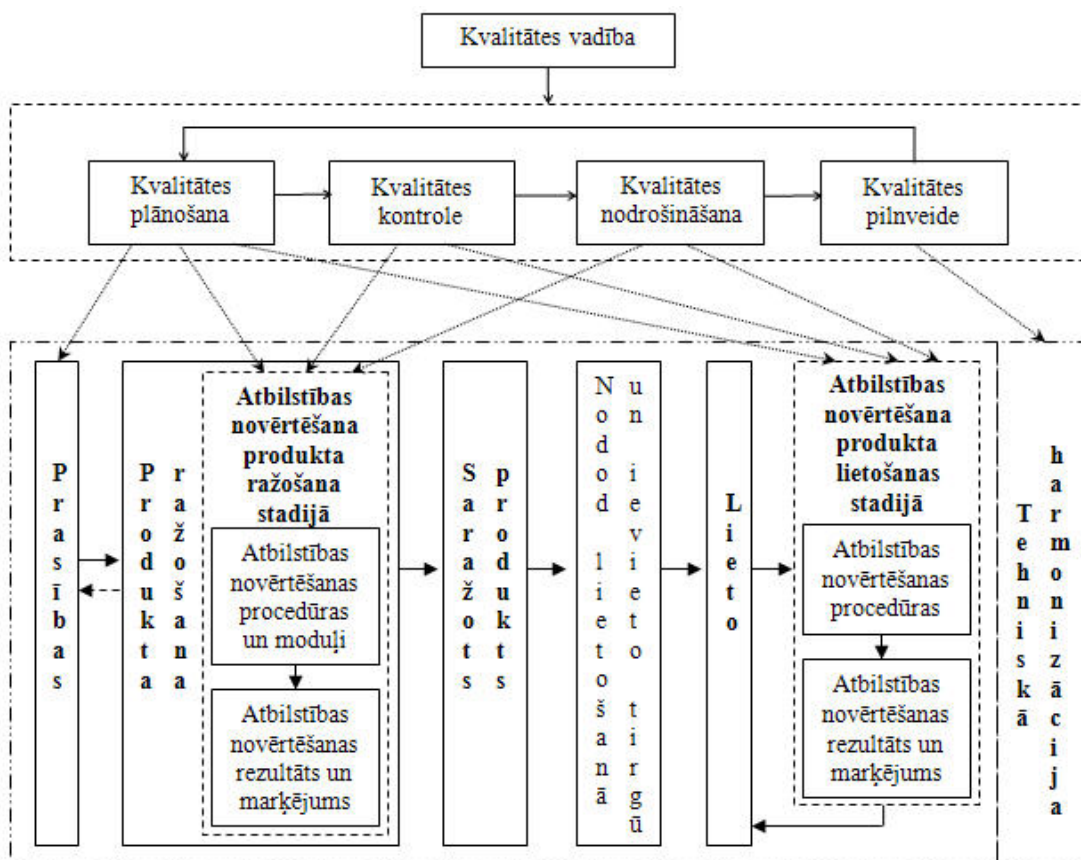 Kvalitātes vadība
Kvalitātes
plānošana
Kvalitātes
kontrole
Kvalitātes
nodrošināšana
Kvalitātes
pilnveide
Prasības
Produkta
ražošana
Atbilstības
novērtēšana
produkta
ražošana
stadijā
Atbilstības
novērtēšanas
procedūras
un moduļi
Atbilstības
novērtēšanas
rezultāts un
marķējums
Saražots
produkts
Nodod lietošanā
un ievieto tirgū
Lieto
Atbilstības
novērtēšana
produkta
lietošanas
stadijā
Atbilstības
novērtēšanas
procedūras
Atbilstības
novērtēšanas
rezultāts un
marķējums
Tehniskā
harmonizācija